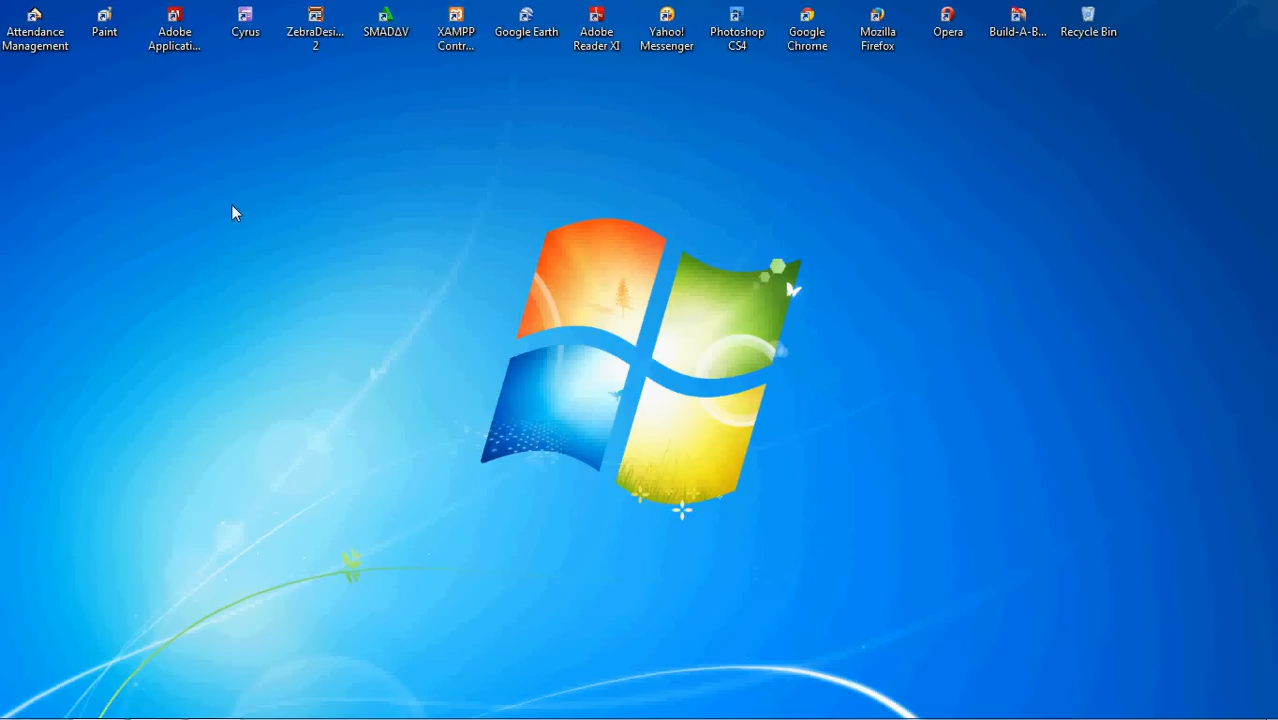 Attendance
Management
Paint
Adobe
Applicati...
Cyrus
ZebraDesi...
2
SMADΔV
XAMPP
Contr...
Google Earth
Adobe
Reader XI
Yahoo!
Messenger
Photoshop
CS4
Google
Chrome
Mozilla
Firefox
Opera
Build-A-B...
Recycle Bin